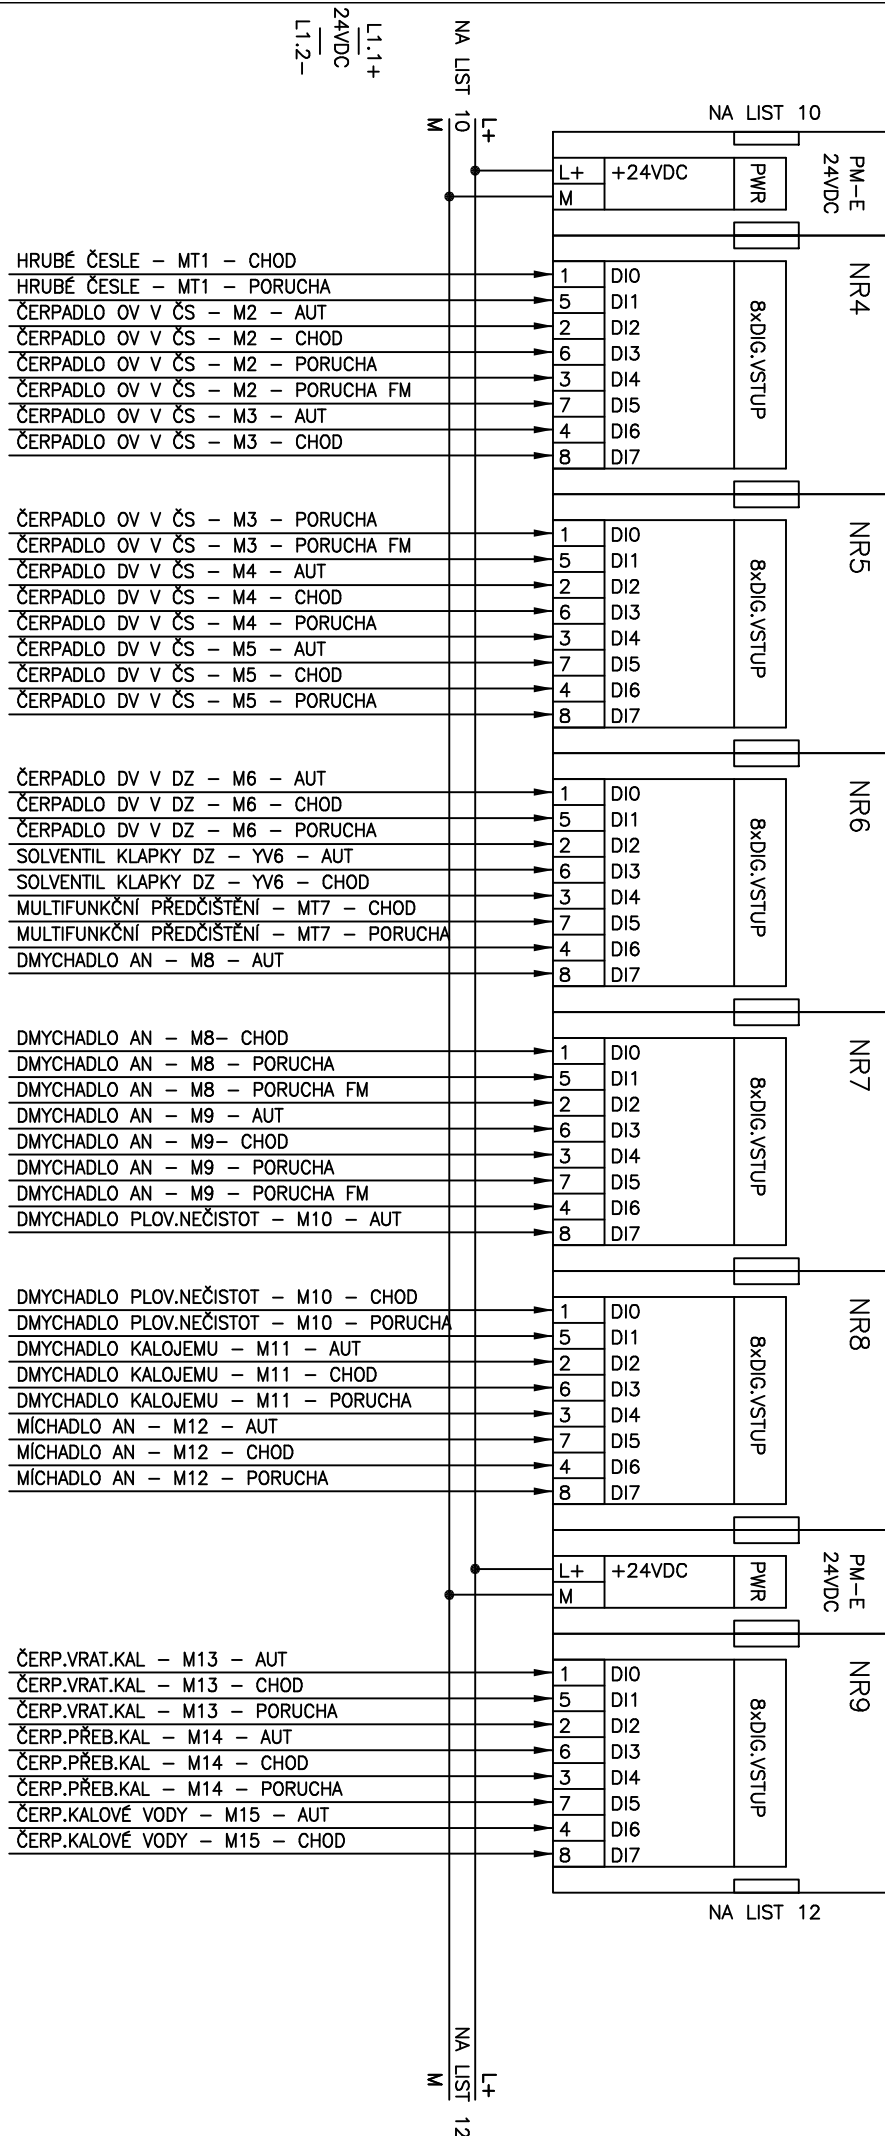 L1.1+
24VDC
L1.2-
NA LIST 10
L+
M
NA LIST 10
PM-E
24VDC
L+ +24VDC PWR
M
NR4
8xDIG.VSTUP
HRUBÉ ČESLE - MT1 - CHOD 1 DI0
HRUBÉ ČESLE - MT1 - PORUCHA 5 DI1
ČERPADLO OV V ČS - M2 - AUT 2 DI2
ČERPADLO OV V ČS - M2 - CHOD 6 DI3
ČERPADLO OV V ČS - M2 - PORUCHA 3 DI4
ČERPADLO OV V ČS - M2 - PORUCHA FM 7 DI5
ČERPADLO OV V ČS - M3 - AUT 4 DI6
ČERPADLO OV V ČS - M3 - CHOD 8 DI7
NR5
8xDIG.VSTUP
ČERPADLO OV V ČS - M3 - PORUCHA 1 DI0
ČERPADLO OV V ČS - M3 - PORUCHA FM 5 DI1
ČERPADLO DV V ČS - M4 - AUT 2 DI2
ČERPADLO DV V ČS - M4 - CHOD 6 DI3
ČERPADLO DV V ČS - M4 - PORUCHA 3 DI4
ČERPADLO DV V ČS - M5 - AUT 7 DI5
ČERPADLO DV V ČS - M5 - CHOD 4 DI6
ČERPADLO DV V ČS - M5 - PORUCHA 8 DI7
NR6
8xDIG.VSTUP
ČERPADLO DV V DZ - M6 - AUT 1 DI0
ČERPADLO DV V DZ - M6 - CHOD 5 DI1
ČERPADLO DV V DZ - M6 - PORUCHA 2 DI2
SOLVENTIL KLAPKY DZ - YV6 - AUT 6 DI3
SOLVENTIL KLAPKY DZ - YV6 - CHOD 3 DI4
MULTIFUNKČNÍ PŘEDČIŠTĚNÍ - MT7 - CHOD 7 DI5
MULTIFUNKČNÍ PŘEDČIŠTĚNÍ - MT7 - PORUCHA 4 DI6
DMYCHADLO AN - M8 - AUT 8 DI7
NR7
8xDIG.VSTUP
DMYCHADLO AN - M8- CHOD 1 DI0
DMYCHADLO AN - M8 - PORUCHA 5 DI1
DMYCHADLO AN - M8 - PORUCHA FM 2 DI2
DMYCHADLO AN - M9 - AUT 6 DI3
DMYCHADLO AN - M9- CHOD 3 DI4
DMYCHADLO AN - M9 - PORUCHA 7 DI5
DMYCHADLO AN - M9 - PORUCHA FM 4 DI6
DMYCHADLO PLOV.NEČISTOT - M10 - AUT 8 DI7
NR8
8xDIG.VSTUP
DMYCHADLO PLOV.NEČISTOT - M10 - CHOD 1 DI0
DMYCHADLO PLOV.NEČISTOT - M10 - PORUCHA 5 DI1
DMYCHADLO KALOJEMU - M11 - AUT 2 DI2
DMYCHADLO KALOJEMU - M11 - CHOD 6 DI3
DMYCHADLO KALOJEMU - M11 - PORUCHA 3 DI4
MÍCHADLO AN - M12 - AUT 7 DI5
MÍCHADLO AN - M12 - CHOD 4 DI6
MÍCHADLO AN - M12 - PORUCHA 8 DI7
PM-E
24VDC
L+ +24VDC PWR
M
NR9
8xDIG.VSTUP
ČERP.VRAT.KAL - M13 - AUT 1 DI0
ČERP.VRAT.KAL - M13 - CHOD 5 DI1
ČERP.VRAT.KAL - M13 - PORUCHA 2 DI2
ČERP.PŘEB.KAL - M14 - AUT 6 DI3
ČERP.PŘEB.KAL - M14 - CHOD 3 DI4
ČERP.PŘEB.KAL - M14 - PORUCHA 7 DI5
ČERP.KALOVÉ VODY - M15 - AUT 4 DI6
ČERP.KALOVÉ VODY - M15 - CHOD 8 DI7
NA LIST 12
NA LIST 12
L+
M